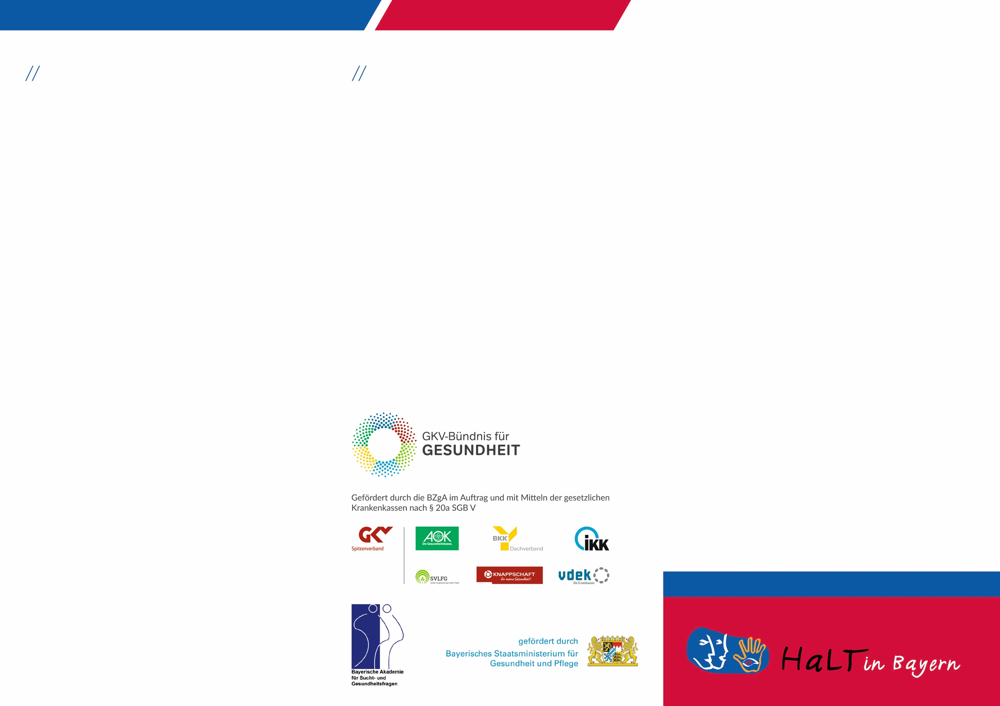 //
//
GKV-Bündnis für
GESUNDHEIT
Gefördert durch die BZgA im Auftrag und mit Mitteln der gesetzlichen
Krankenkassen nach § 20a SGB V
GKV
Spitzenverband
AOK
Die Gesundheitskasse.
BKK
Dachverband
iKK
SVLFG
sicher & gesund aus einer Hand
KNAPPSCHAFT
für meine Gesundheit!
vdek
Die Ersatzkassen
Bayerische Akademie
für Sucht- und
Gesundheitsfragen
gefördert durch
Bayerisches Staatsministerium für
Gesundheit und Pflege
HaLT in Bayern